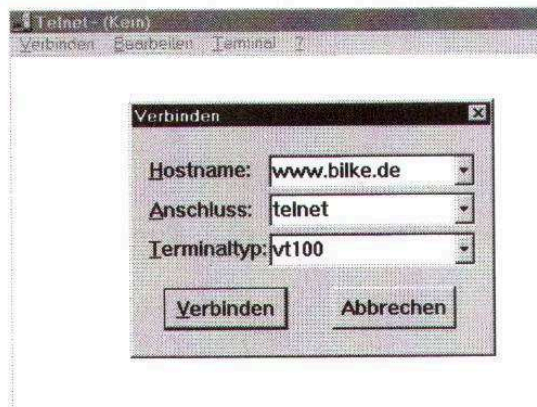 Telnet - (Kein)
Verbinden Bearbeiten Terminal ?
Verbinden
Hostname: www.bilke.de
Anschluss: telnet
Terminaltyp: vt100
Verbinden Abbrechen